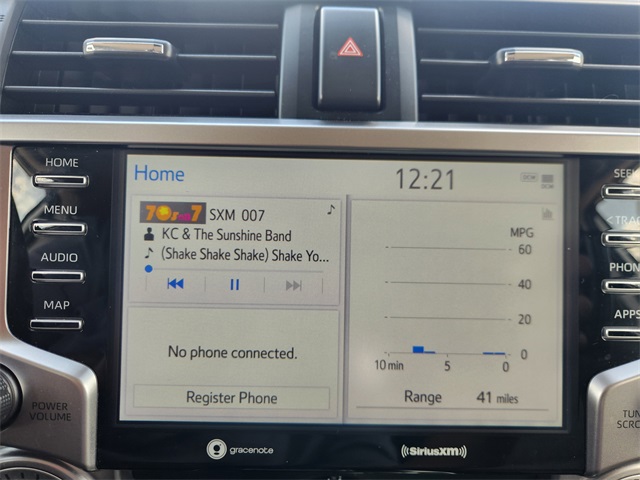 HOME
MENU
AUDIO
MAP
POWER
VOLUME
Home
12:21
70s on 7
SXM 007
KC & The Sunshine Band
(Shake Shake Shake) Shake Yo...
No phone connected.
Register Phone
MPG
60
40
20
0
10 min
5
0
Range
41 miles
gracenote
SiriusXM